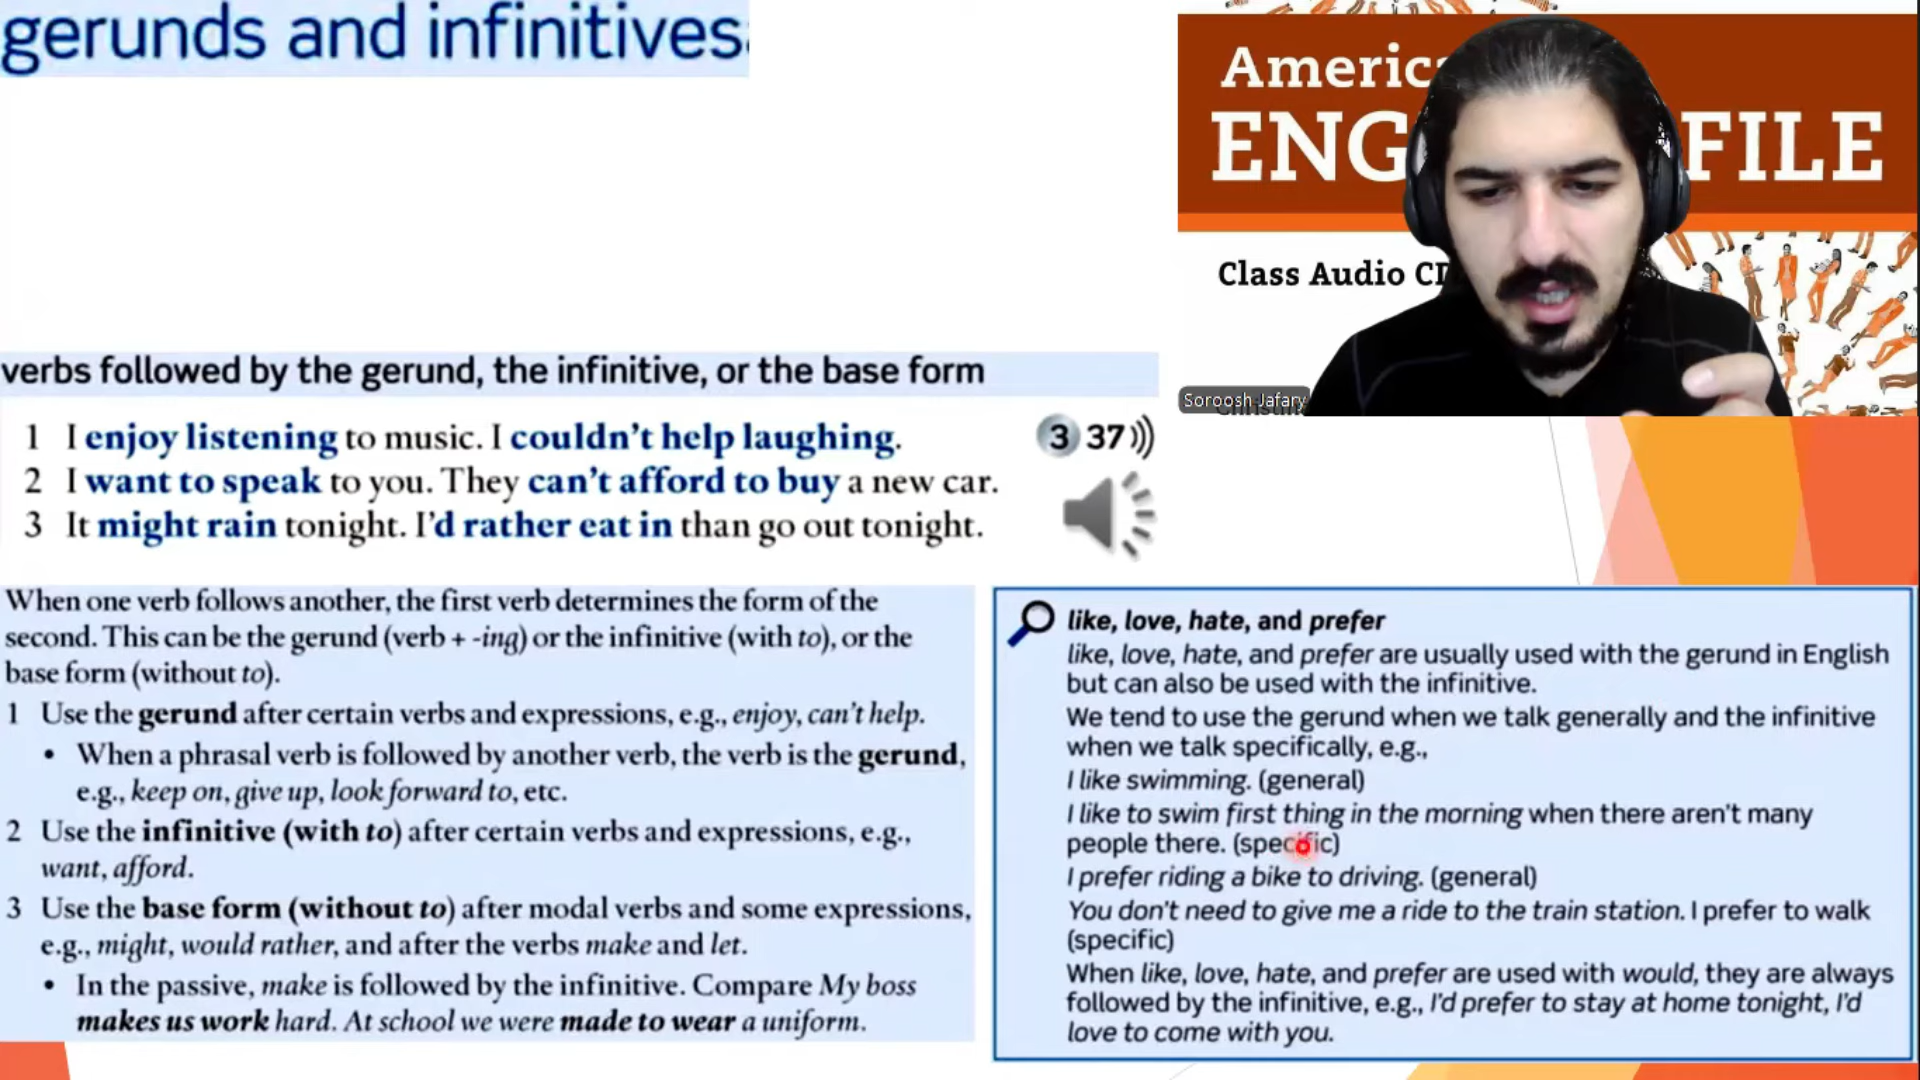 gerunds and infinitives
Americ
ENG FILE
Class Audio CD
Soroosh Jafary
verbs followed by the gerund, the infinitive, or the base form
1 I enjoy listening to music. I couldn't help laughing.
2 I want to speak to you. They can't afford to buy a new car.
3 It might rain tonight. I'd rather eat in than go out tonight.
3 37
When one verb follows another, the first verb determines the form of the
second. This can be the gerund (verb + -ing) or the infinitive (with to), or the
base form (without to).
1 Use the gerund after certain verbs and expressions, e.g., enjoy, can't help.
• When a phrasal verb is followed by another verb, the verb is the gerund,
e.g., keep on, give up, look forward to, etc.
2 Use the infinitive (with to) after certain verbs and expressions, e.g.,
want, afford.
3 Use the base form (without to) after modal verbs and some expressions,
e.g., might, would rather, and after the verbs make and let.
• In the passive, make is followed by the infinitive. Compare My boss
makes us work hard. At school we were made to wear a uniform.
like, love, hate, and prefer
like, love, hate, and prefer are usually used with the gerund in English
but can also be used with the infinitive.
We tend to use the gerund when we talk generally and the infinitive
when we talk specifically, e.g.,
I like swimming. (general)
I like to swim first thing in the morning when there aren't many
people there. (specific)
I prefer riding a bike to driving. (general)
You don't need to give me a ride to the train station. I prefer to walk
(specific)
When like, love, hate, and prefer are used with would, they are always
followed by the infinitive, e.g., I'd prefer to stay at home tonight, I'd
love to come with you.